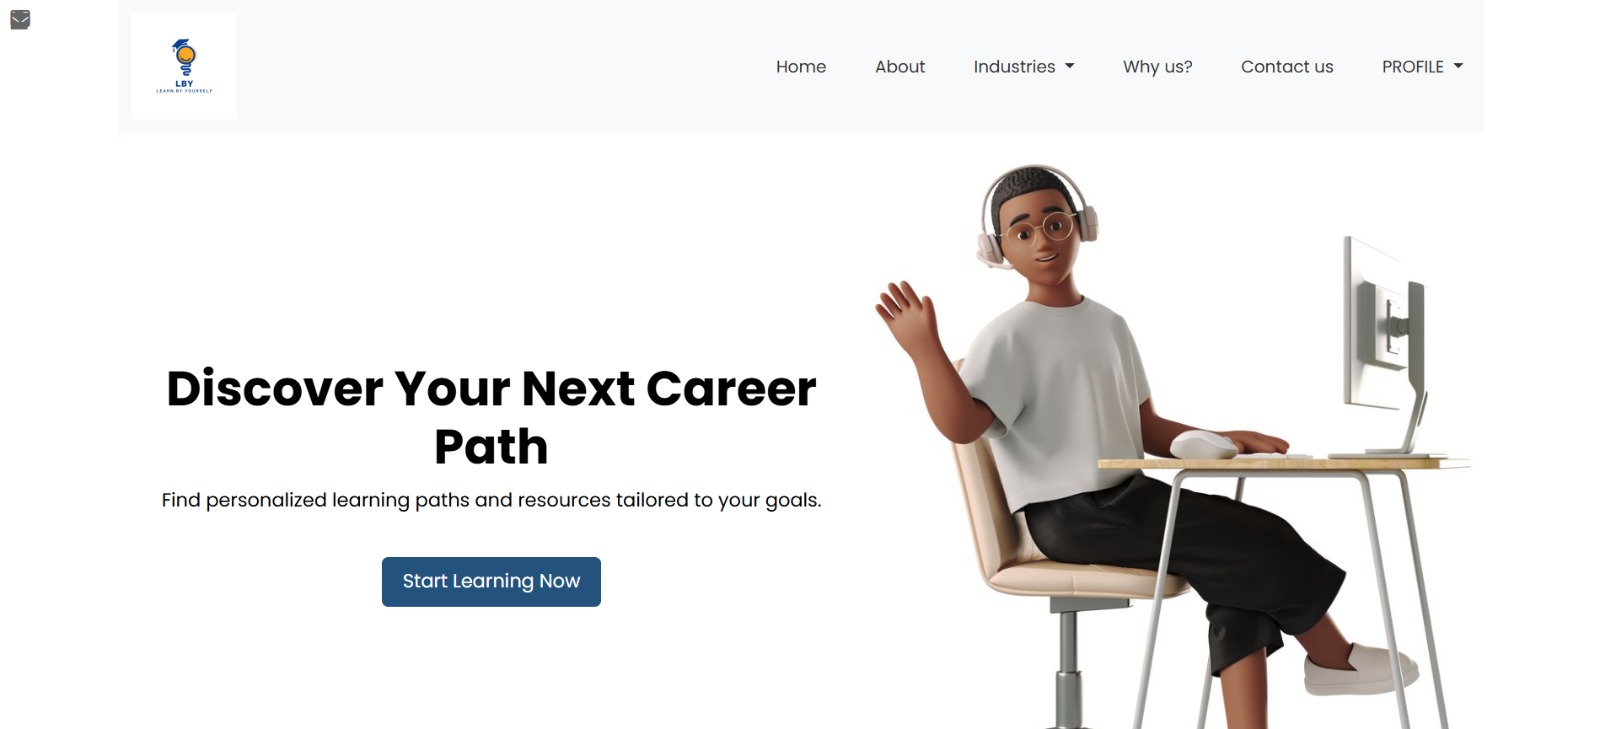 LBY
LEARN BY YOURSELF
Home About Industries Why us? Contact us PROFILE
Discover Your Next Career
Path
Find personalized learning paths and resources tailored to your goals.
Start Learning Now